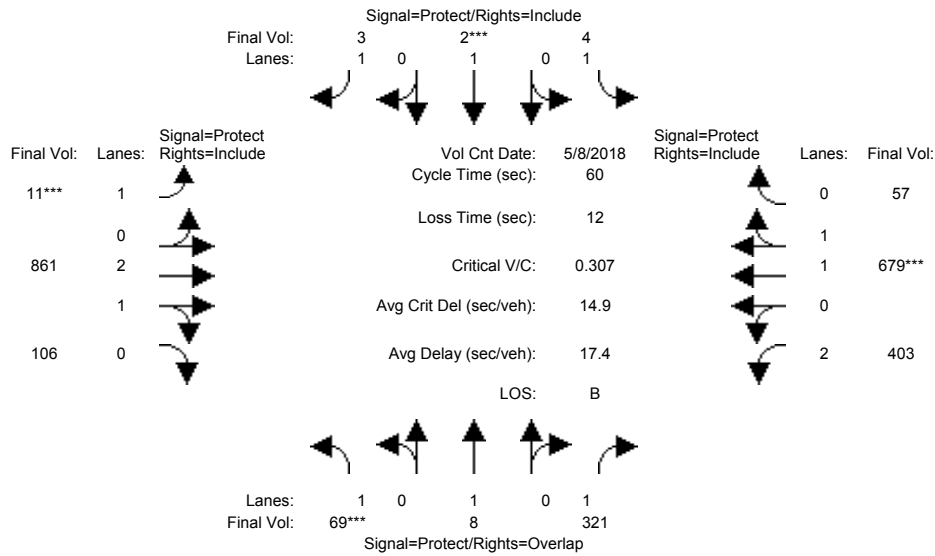 Signal=Protect/Rights=Include
Final Vol: 3 2*** 4
Lanes: 1 0 1 0 1
Signal=Protect
Final Vol: Lanes: Rights=Include
Vol Cnt Date: 5/8/2018
Signal=Protect
Rights=Include Lanes: Final Vol:
Cycle Time (sec): 60
11*** 1
0 57
Loss Time (sec): 12
0
1
861 2
Critical V/C: 0.307
1 679***
1
Avg Crit Del (sec/veh): 14.9
0
106 0
Avg Delay (sec/veh): 17.4
2 403
LOS: B
Lanes: 1 0 1 0 1
Final Vol: 69*** 8 321
Signal=Protect/Rights=Overlap